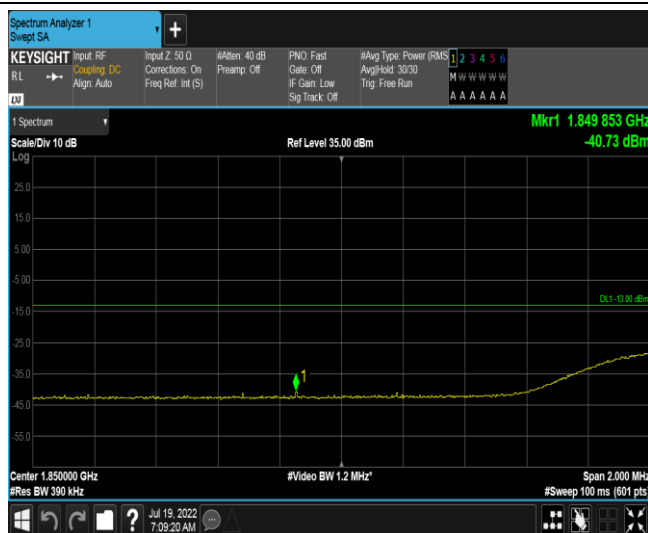 Spectrum Analyzer 1
Swept SA
+
KEYSIGHT
RL
LXI
Input: RF
Coupling: DC
Align: Auto
Input Z: 50 Ω
Corrections: On
Freq Ref: Int (S)
#Atten: 40 dB
Preamp: Off
PNO: Fast
Gate: Off
IF Gain: Low
Sig Track: Off
#Avg Type: Power (RMS
Avg|Hold: 30/30
Trig: Free Run
1 2 3 4 5 6
M W W W W W
A A A A A A
1 Spectrum
Mkr1 1.849 853 GHz
Scale/Div 10 dB
Ref Level 35.00 dBm
-40.73 dBm
Log
25.0
15.0
5.00
-5.00
DL1 -13.00 dBm
-15.0
-25.0
-35.0
1
-45.0
-55.0
Center 1.850000 GHz
#Video BW 1.2 MHz*
Span 2.000 MHz
#Res BW 390 kHz
#Sweep 100 ms (601 pts)
?
Jul 19, 2022
7:09:20 AM